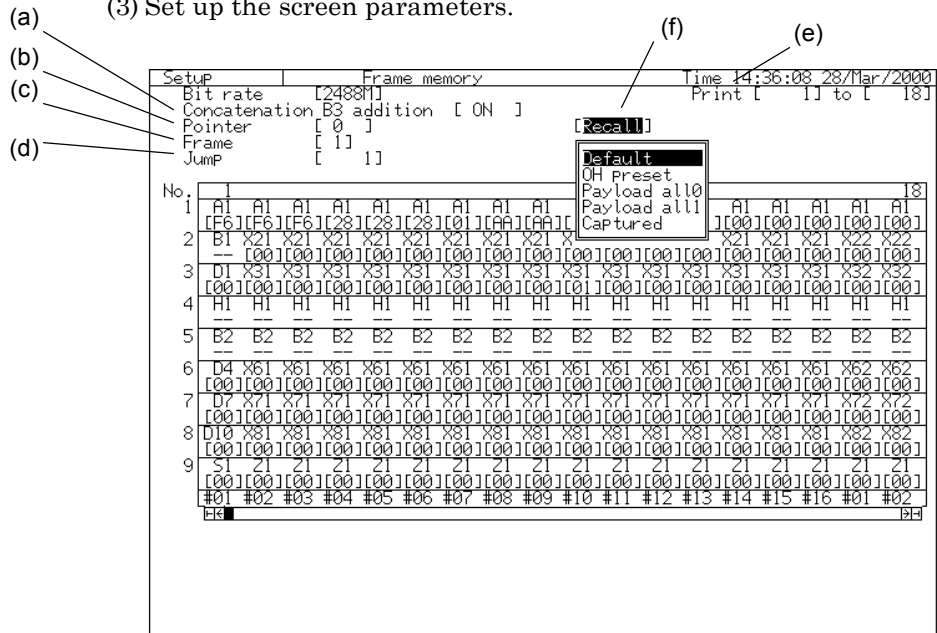 (3) Set up the screen parameters.
(a)
(b)
(c)
(d)
(f)
(e)
Setup Frame memory Time 14:36:08 28/Mar/2000
Bit rate [2488M] Print [ 1] to [ 18]
Concatenation B3 addition [ ON ]
Pointer [ 0 ] [Recall]
Frame [ 1]
Jump [ 1]
Default
OH preset
Payload all0
Payload all1
Captured
No. 1 18
1 A1 A1 A1 A1 A1 A1 A1 A1 A1 A1 A1 A1 A1
[F6][F6][F6][28][28][28][01][AA][AA][ ][00][00][00][00][00]
2 B1 X21 X21 X21 X21 X21 X21 X21 X21 X X21 X21 X21 X22 X22
-- [00][00][00][00][00][00][00][00][00][00][00][00][00][00][00][00][00]
3 D1 X31 X31 X31 X31 X31 X31 X31 X31 X31 X31 X31 X31 X31 X31 X31 X32 X32
[00][00][00][00][00][00][00][00][00][01][00][00][00][00][00][00][00][00]
4 H1 H1 H1 H1 H1 H1 H1 H1 H1 H1 H1 H1 H1 H1 H1 H1 H1 H1
-- -- -- -- -- -- -- -- -- -- -- -- -- -- -- -- -- --
5 B2 B2 B2 B2 B2 B2 B2 B2 B2 B2 B2 B2 B2 B2 B2 B2 B2 B2
-- -- -- -- -- -- -- -- -- -- -- -- -- -- -- -- -- --
6 D4 X61 X61 X61 X61 X61 X61 X61 X61 X61 X61 X61 X61 X61 X61 X61 X62 X62
[00][00][00][00][00][00][00][00][00][00][00][00][00][00][00][00][00][00]
7 D7 X71 X71 X71 X71 X71 X71 X71 X71 X71 X71 X71 X71 X71 X71 X71 X72 X72
[00][00][00][00][00][00][00][00][00][00][00][00][00][00][00][00][00][00]
8 D10 X81 X81 X81 X81 X81 X81 X81 X81 X81 X81 X81 X81 X81 X81 X81 X82 X82
[00][00][00][00][00][00][00][00][00][00][00][00][00][00][00][00][00][00]
9 S1 Z1 Z1 Z1 Z1 Z1 Z1 Z1 Z1 Z1 Z1 Z1 Z1 Z1 Z1 Z1 Z1 Z1
[00][00][00][00][00][00][00][00][00][00][00][00][00][00][00][00][00][00]
#01 #02 #03 #04 #05 #06 #07 #08 #09 #10 #11 #12 #13 #14 #15 #16 #01 #02